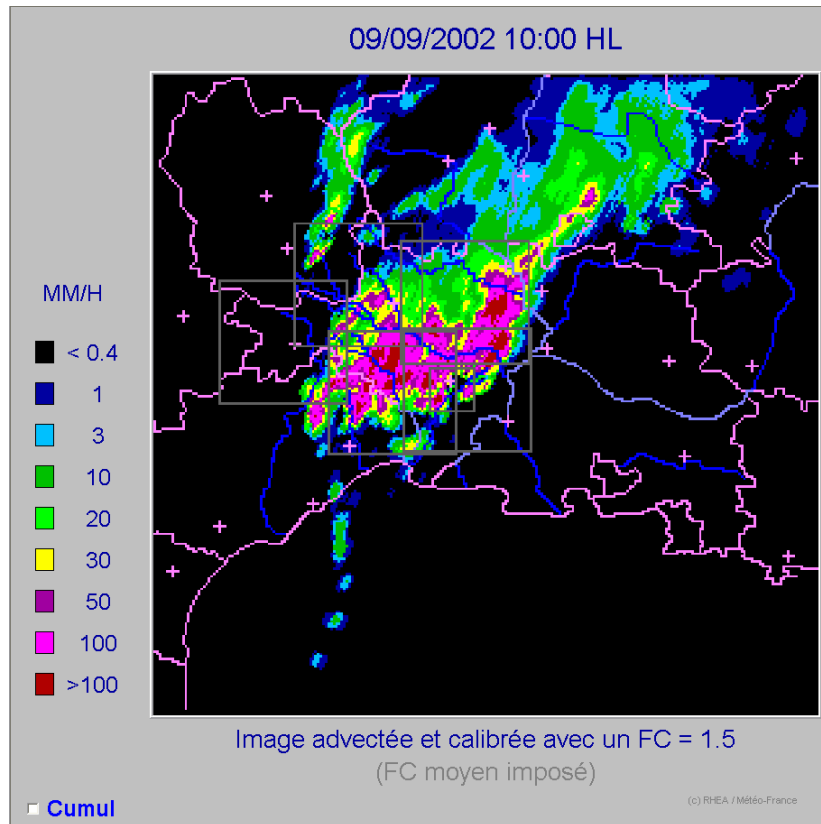 09/09/2002 10:00 HL
MM/H
< 0.4
1
3
10
20
30
50
100
>100
Image advectée et calibrée avec un FC = 1.5
(FC moyen imposé)
(c) RHEA / Météo-France
Cumul